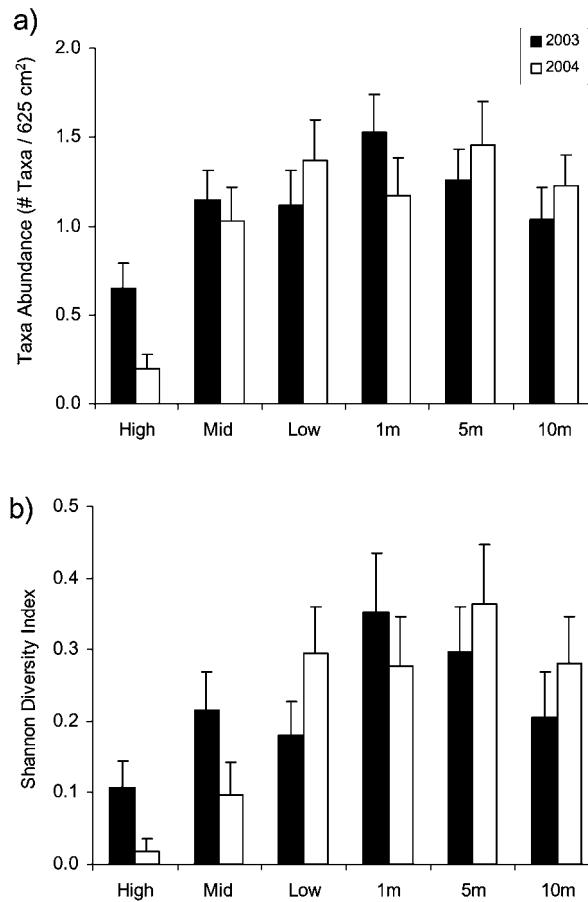 a)
2003
2004
Taxa Abundance (# Taxa / 625 cm²)
2.0
1.5
1.0
0.5
0.0
High Mid Low 1m 5m 10m
b)
Shannon Diversity Index
0.5
0.4
0.3
0.2
0.1
0.0
High Mid Low 1m 5m 10m